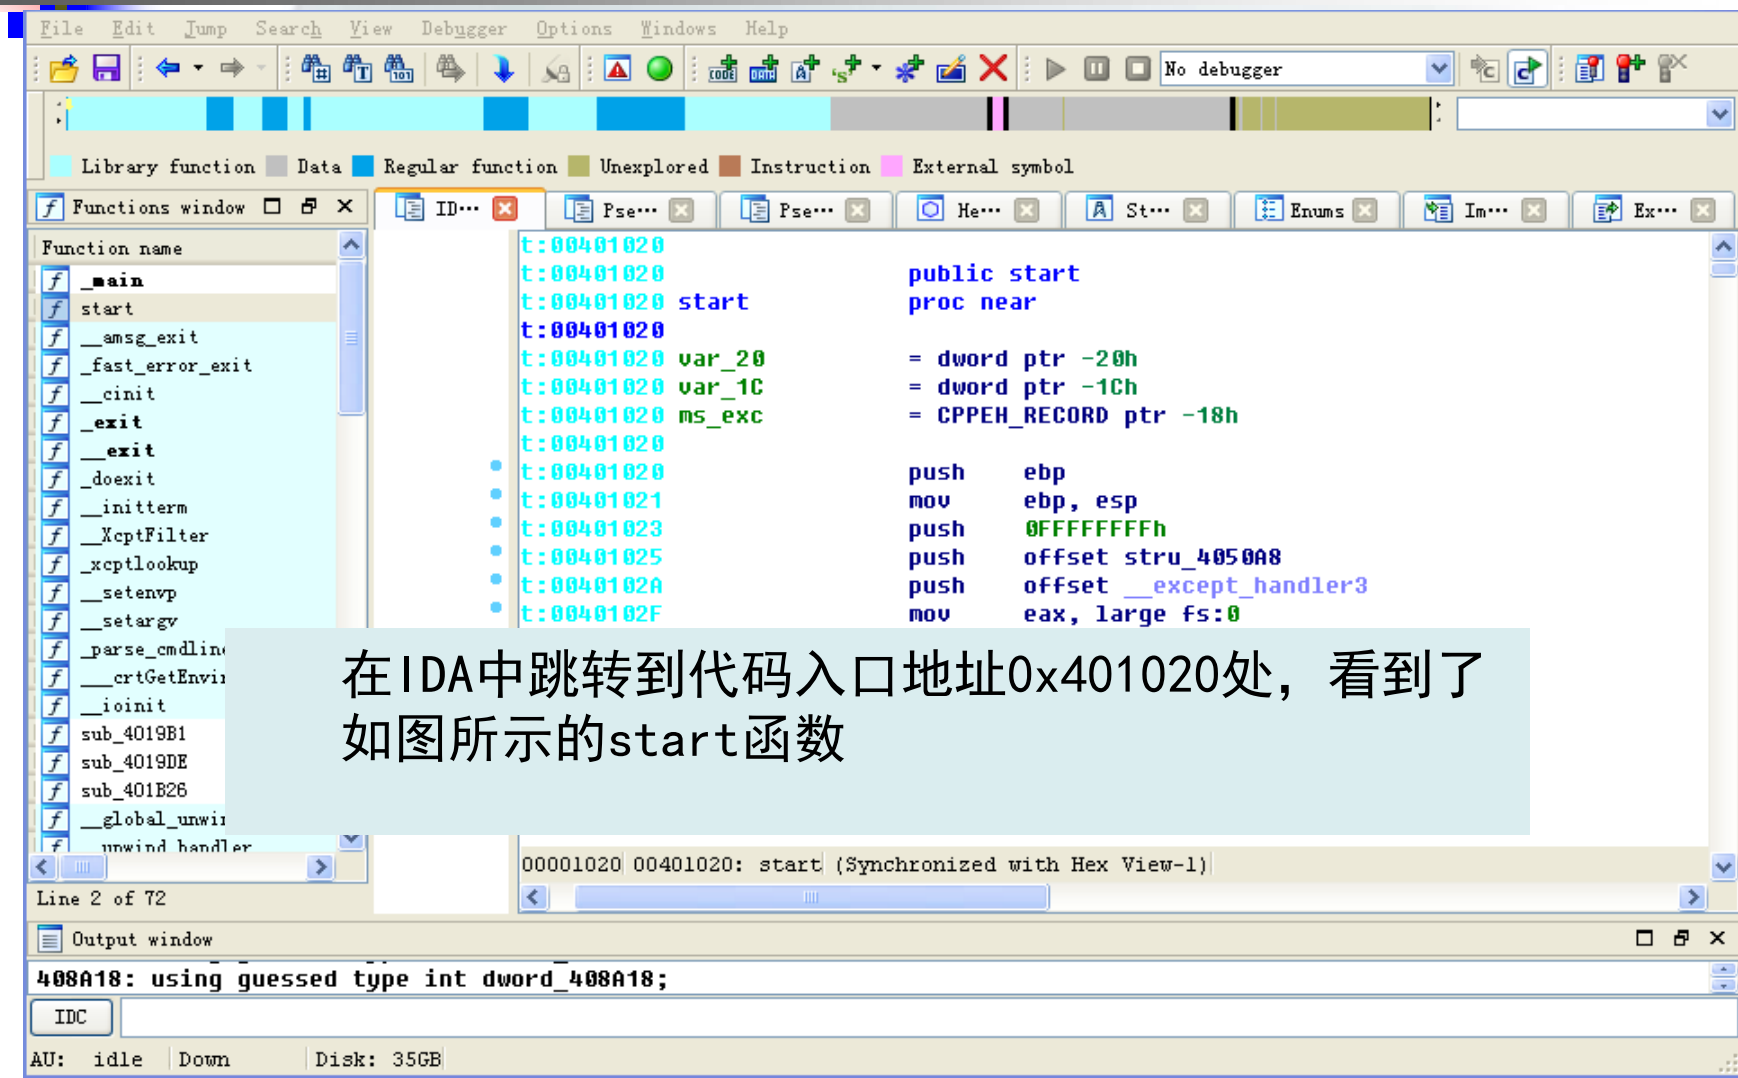 File Edit Jump Search View Debugger Options Windows Help
No debugger
Library function Data Regular function Unexplored Instruction External symbol
Functions window
ID··· Pse··· Pse··· He··· St··· Enums Im··· Ex···
Function name
_main
start
__amsg_exit
_fast_error_exit
__cinit
_exit
__exit
_doexit
__initterm
__XcptFilter
_xcptlookup
__setenvp
__setargv
_parse_cmdline
___crtGetEnvir
__ioinit
sub_4019B1
sub_4019DE
sub_401B26
__global_unwin
unwind_handler
Line 2 of 72
t:00401020
t:00401020 public start
t:00401020 start proc near
t:00401020
t:00401020 var_20 = dword ptr -20h
t:00401020 var_1C = dword ptr -1Ch
t:00401020 ms_exc = CPPEH_RECORD ptr -18h
t:00401020
t:00401020 push ebp
t:00401021 mov ebp, esp
t:00401023 push 0FFFFFFFFh
t:00401025 push offset stru_4050A8
t:0040102A push offset __except_handler3
t:0040102F mov eax, large fs:0
在IDA中跳转到代码入口地址0x401020处，看到了
如图所示的start函数
00001020 00401020: start (Synchronized with Hex View-1)
Output window
408A18: using guessed type int dword_408A18;
IDC
AU: idle Down Disk: 35GB